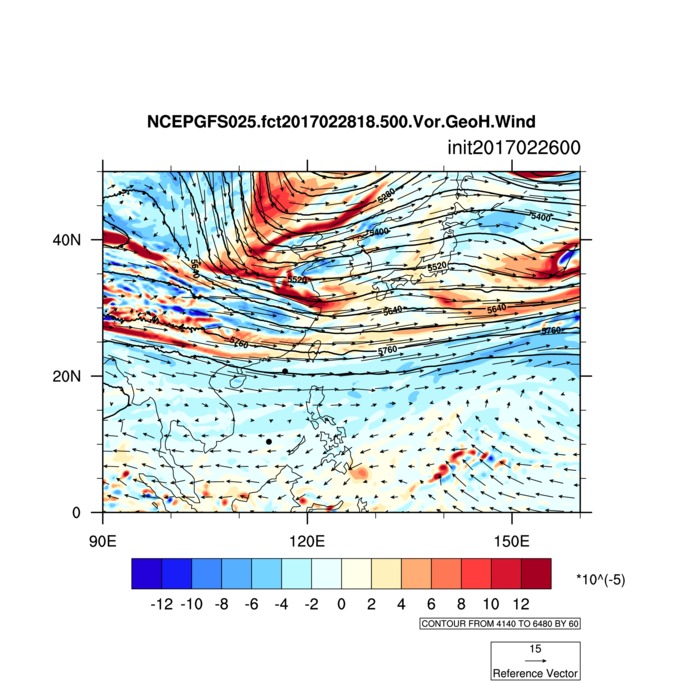 NCEPGFS025.fct2017022818.500.Vor.GeoH.Wind
init2017022600
5280
5400
5400
40N
5520
5520
5640
5640
5760
5760
5760
20N
0
90E 120E 150E
-12 -10 -8 -6 -4 -2 0 2 4 6 8 10 12
*10^(-5)
CONTOUR FROM 4140 TO 6480 BY 60
15
Reference Vector